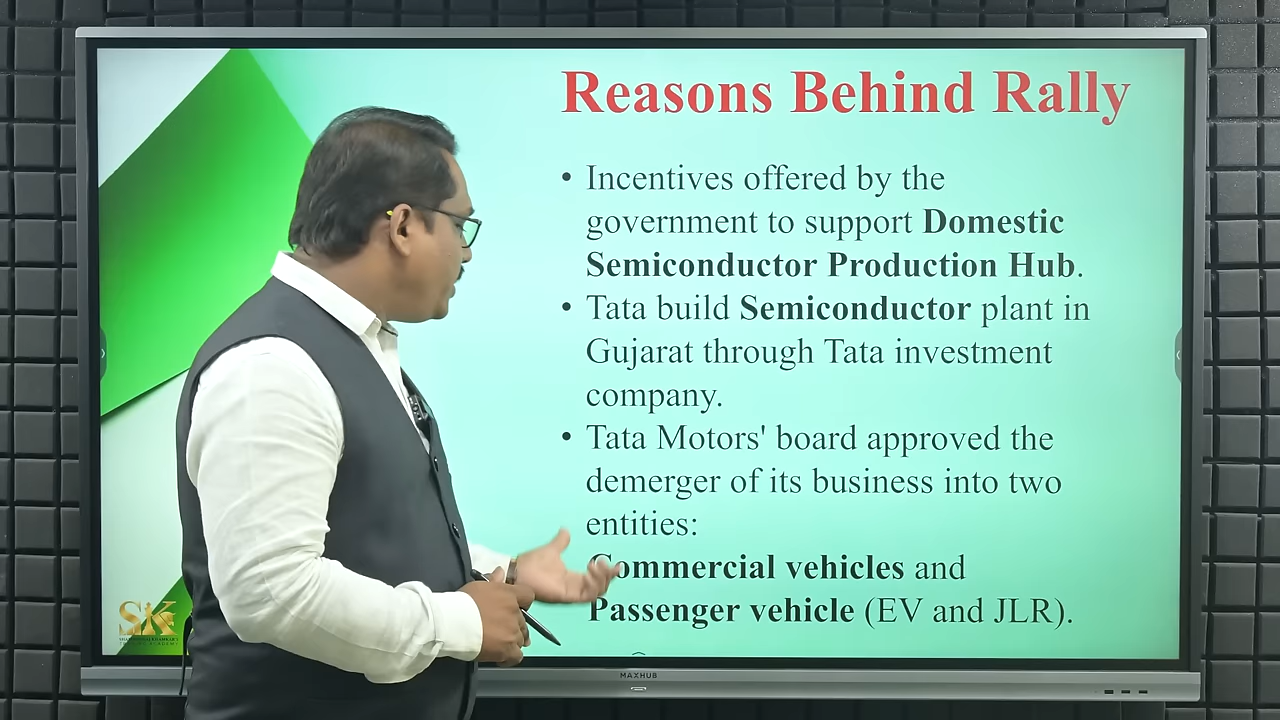 Reasons Behind Rally
• Incentives offered by the
government to support Domestic
Semiconductor Production Hub.
• Tata build Semiconductor plant in
Gujarat through Tata investment
company.
• Tata Motors' board approved the
demerger of its business into two
entities:
Commercial vehicles and
Passenger vehicle (EV and JLR).
SK
MAXHUB